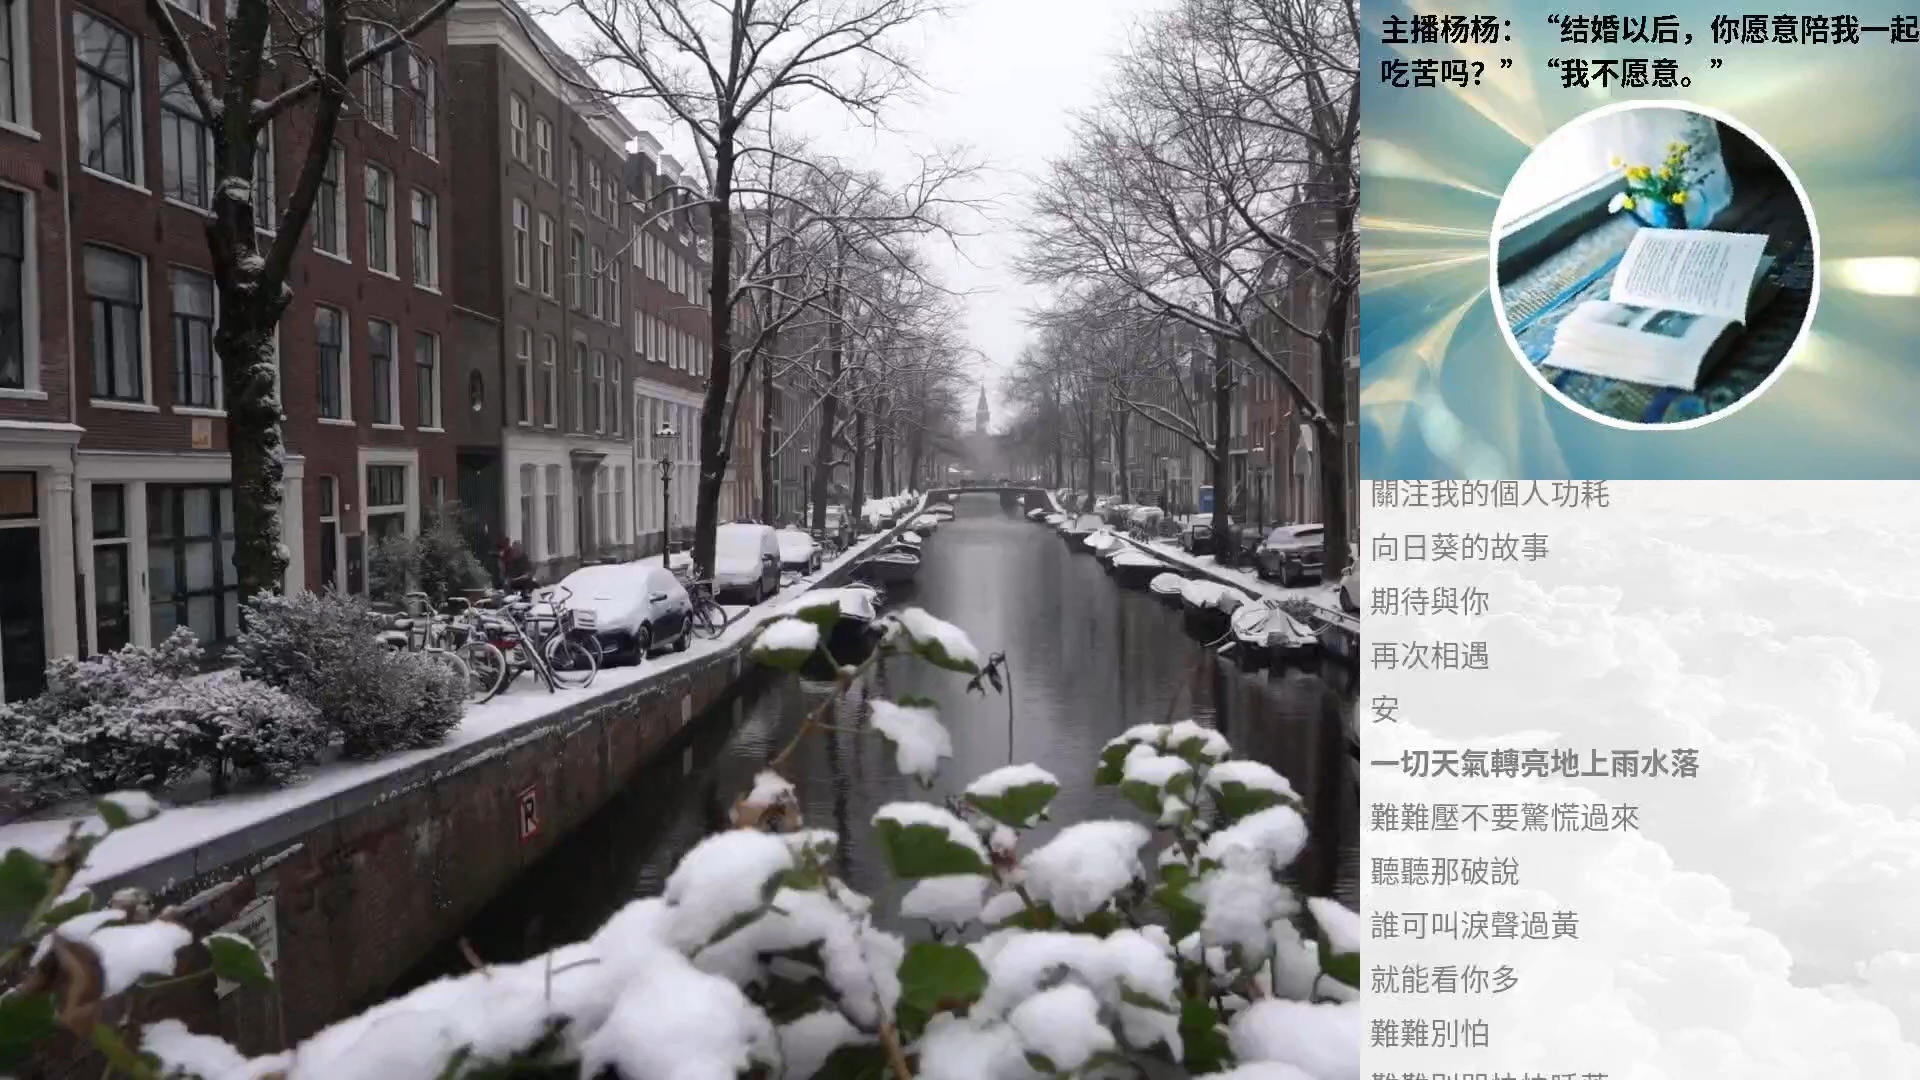 主播杨杨：“结婚以后，你愿意陪我一起
吃苦吗？”“我不愿意。”
關注我的個人功耗
向日葵的故事
期待與你
再次相遇
安
一切天氣轉亮地上雨水落
難難壓不要驚慌過來
聽聽那破說
誰可叫淚聲過黃
就能看你多
難難別怕